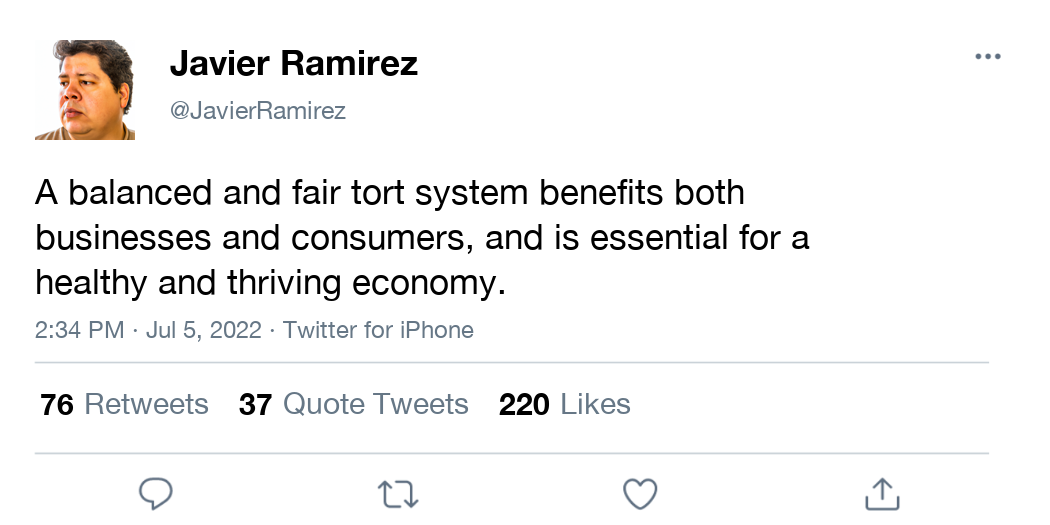 Javier Ramirez
@JavierRamirez
A balanced and fair tort system benefits both
businesses and consumers, and is essential for a
healthy and thriving economy.
2:34 PM · Jul 5, 2022 · Twitter for iPhone
76 Retweets 37 Quote Tweets 220 Likes